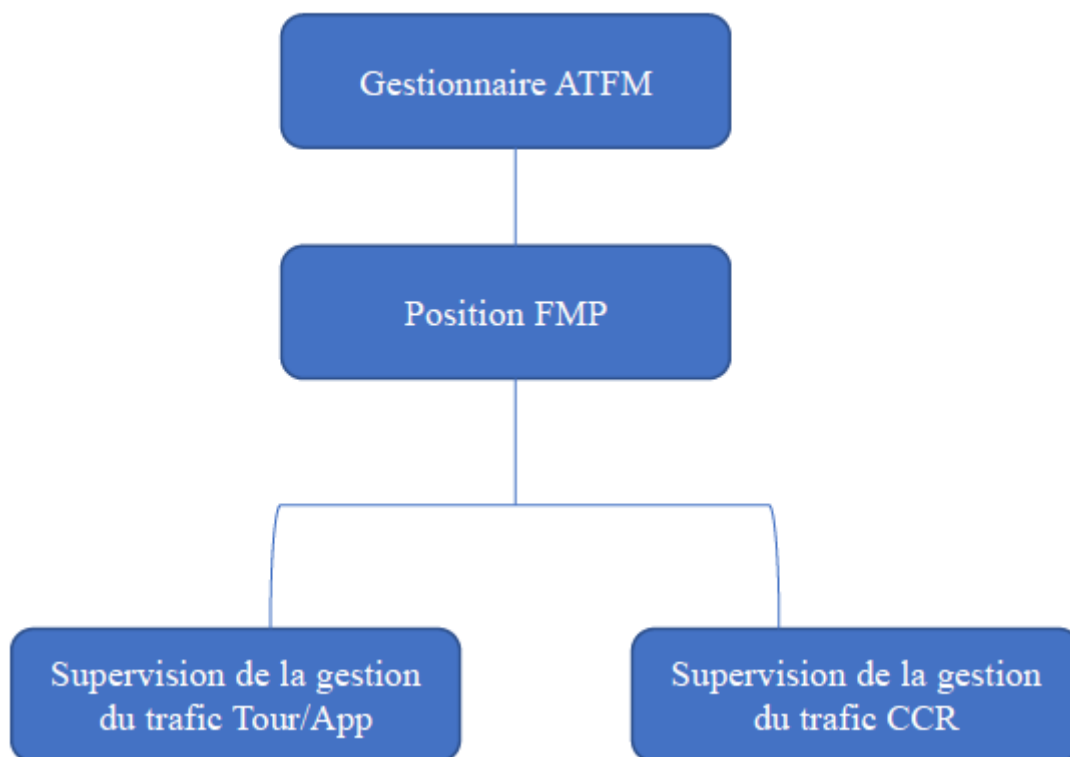 Gestionnaire ATFM
Position FMP
Supervision de la gestion
du trafic Tour/App
Supervision de la gestion
du trafic CCR